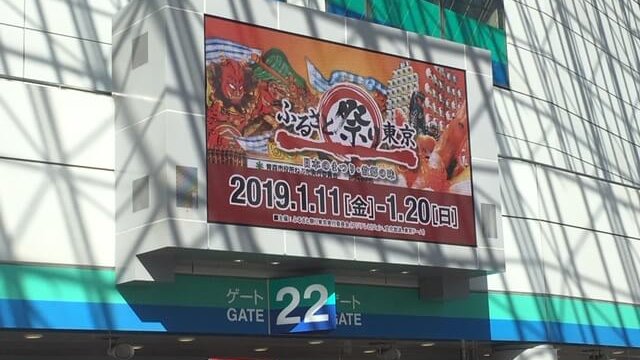 ふるさと祭り東京
日本のまつり・故郷の味
2019.1.11[金]-1.20[日]
ゲート
GATE
22
ゲート
GATE